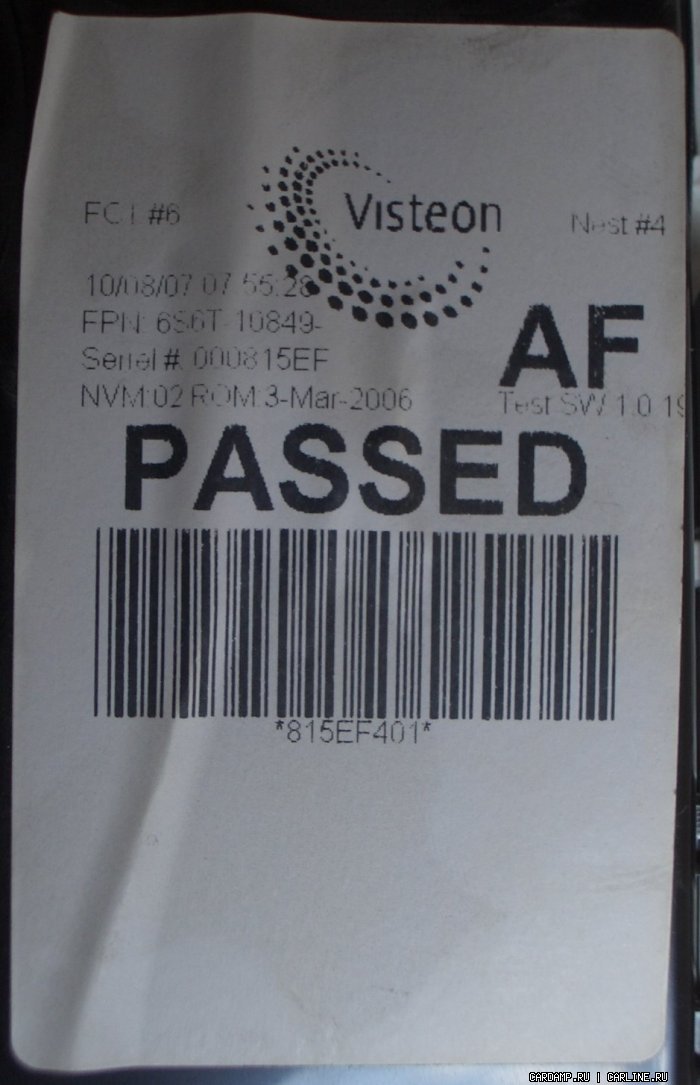 Visteon
FCT #6
Nest #4
10/08/07 07:55:28
FPN: 6S6T-10849-
AF
Serial #: 000815EF
NVM:02 ROM:3-Mar-2006
Test SW 1.0.19
PASSED
*815EF401*
CARDAMP.RU | CARLINE.RU